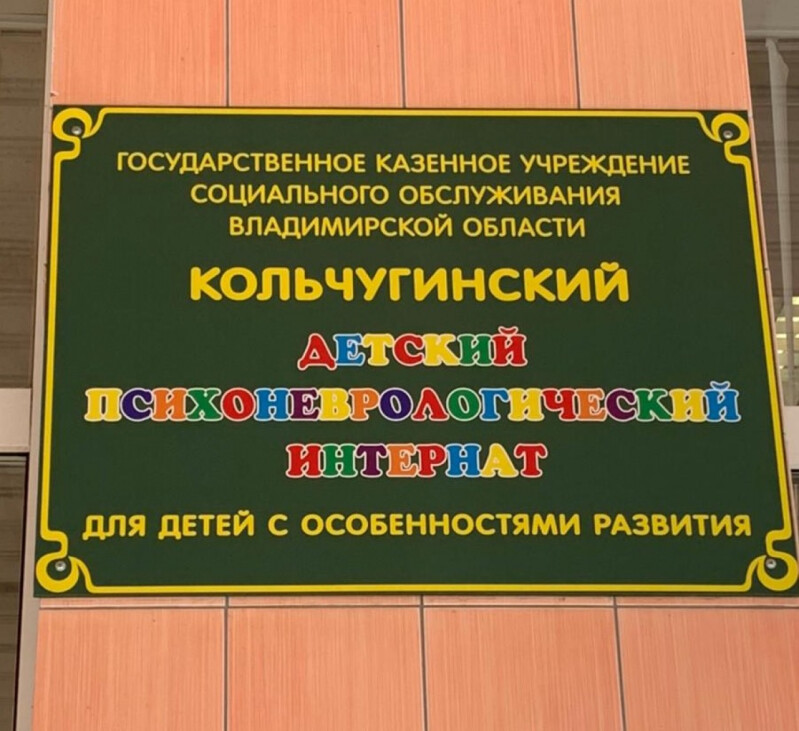 ГОСУДАРСТВЕННОЕ КАЗЕННОЕ УЧРЕЖДЕНИЕ
СОЦИАЛЬНОГО ОБСЛУЖИВАНИЯ
ВЛАДИМИРСКОЙ ОБЛАСТИ
КОЛЬЧУГИНСКИЙ
ДЕТСКИЙ
ПСИХОНЕВРОЛОГИЧЕСКИЙ
ИНТЕРНАТ
ДЛЯ ДЕТЕЙ С ОСОБЕННОСТЯМИ РАЗВИТИЯ